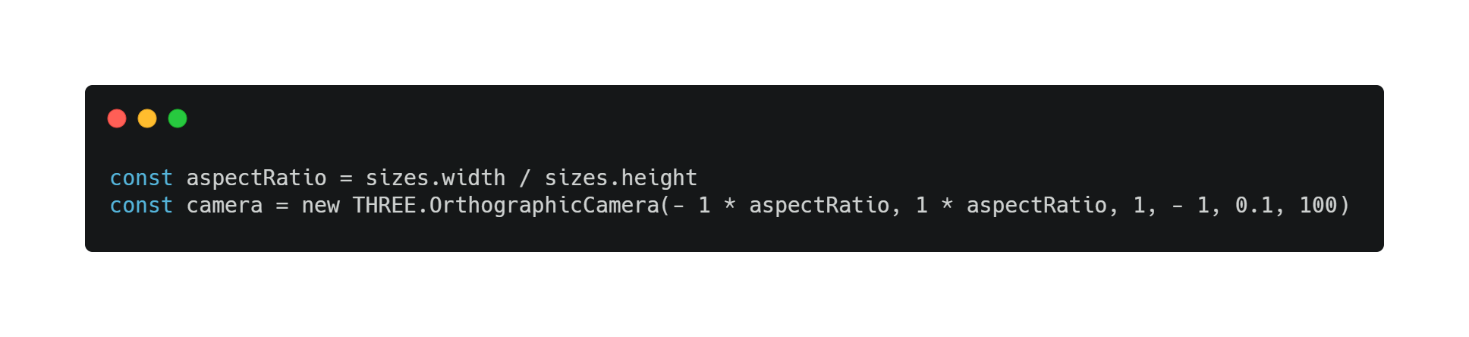 const aspectRatio = sizes.width / sizes.height
const camera = new THREE.OrthographicCamera(- 1 * aspectRatio, 1 * aspectRatio, 1, - 1, 0.1, 100)